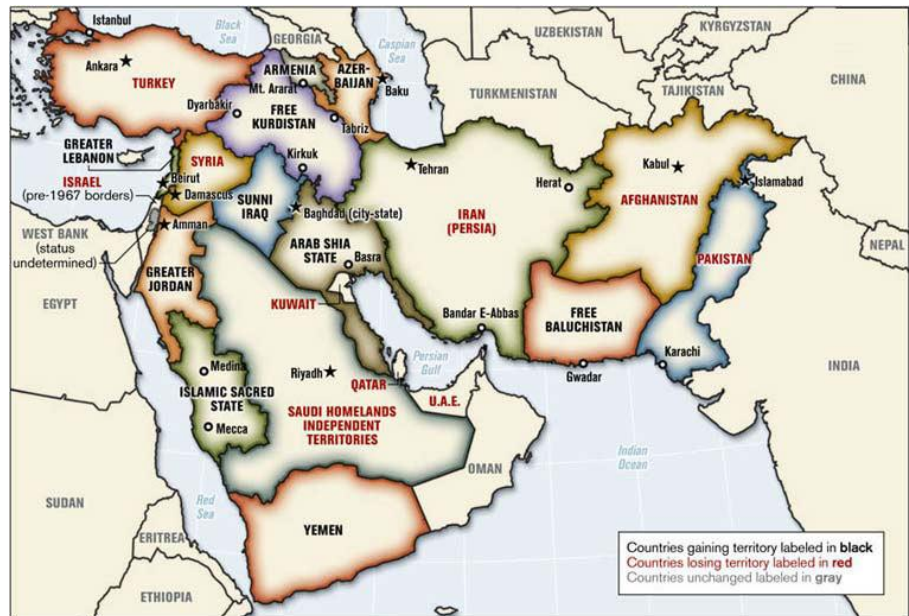 Istanbul
Black
Sea
GEORGIA
Caspian
Sea
UZBEKISTAN
KYRGYZSTAN
Ankara
TURKEY
ARMENIA
Mt. Ararat
AZER-
BAIJAN
Baku
TURKMENISTAN
TAJIKISTAN
CHINA
Dyarbakir
FREE
KURDISTAN
Tabriz
GREATER
LEBANON
SYRIA
Kirkuk
Tehran
Herat
Kabul
Islamabad
ISRAEL
(pre-1967 borders)
Beirut
Damascus
SUNNI
IRAQ
Baghdad (city-state)
IRAN
(PERSIA)
AFGHANISTAN
WEST BANK
(status
undetermined)
Amman
ARAB SHIA
STATE
Basra
PAKISTAN
NEPAL
EGYPT
GREATER
JORDAN
KUWAIT
Bandar E-Abbas
FREE
BALUCHISTAN
Medina
ISLAMIC SACRED
STATE
Mecca
Riyadh
Persian
Gulf
QATAR
U.A.E.
Gwadar
Karachi
INDIA
SAUDI HOMELANDS
INDEPENDENT
TERRITORIES
OMAN
Indian
Ocean
SUDAN
Red
Sea
ERITREA
YEMEN
ETHIOPIA
Countries gaining territory labeled in black
Countries losing territory labeled in red
Countries unchanged labeled in gray